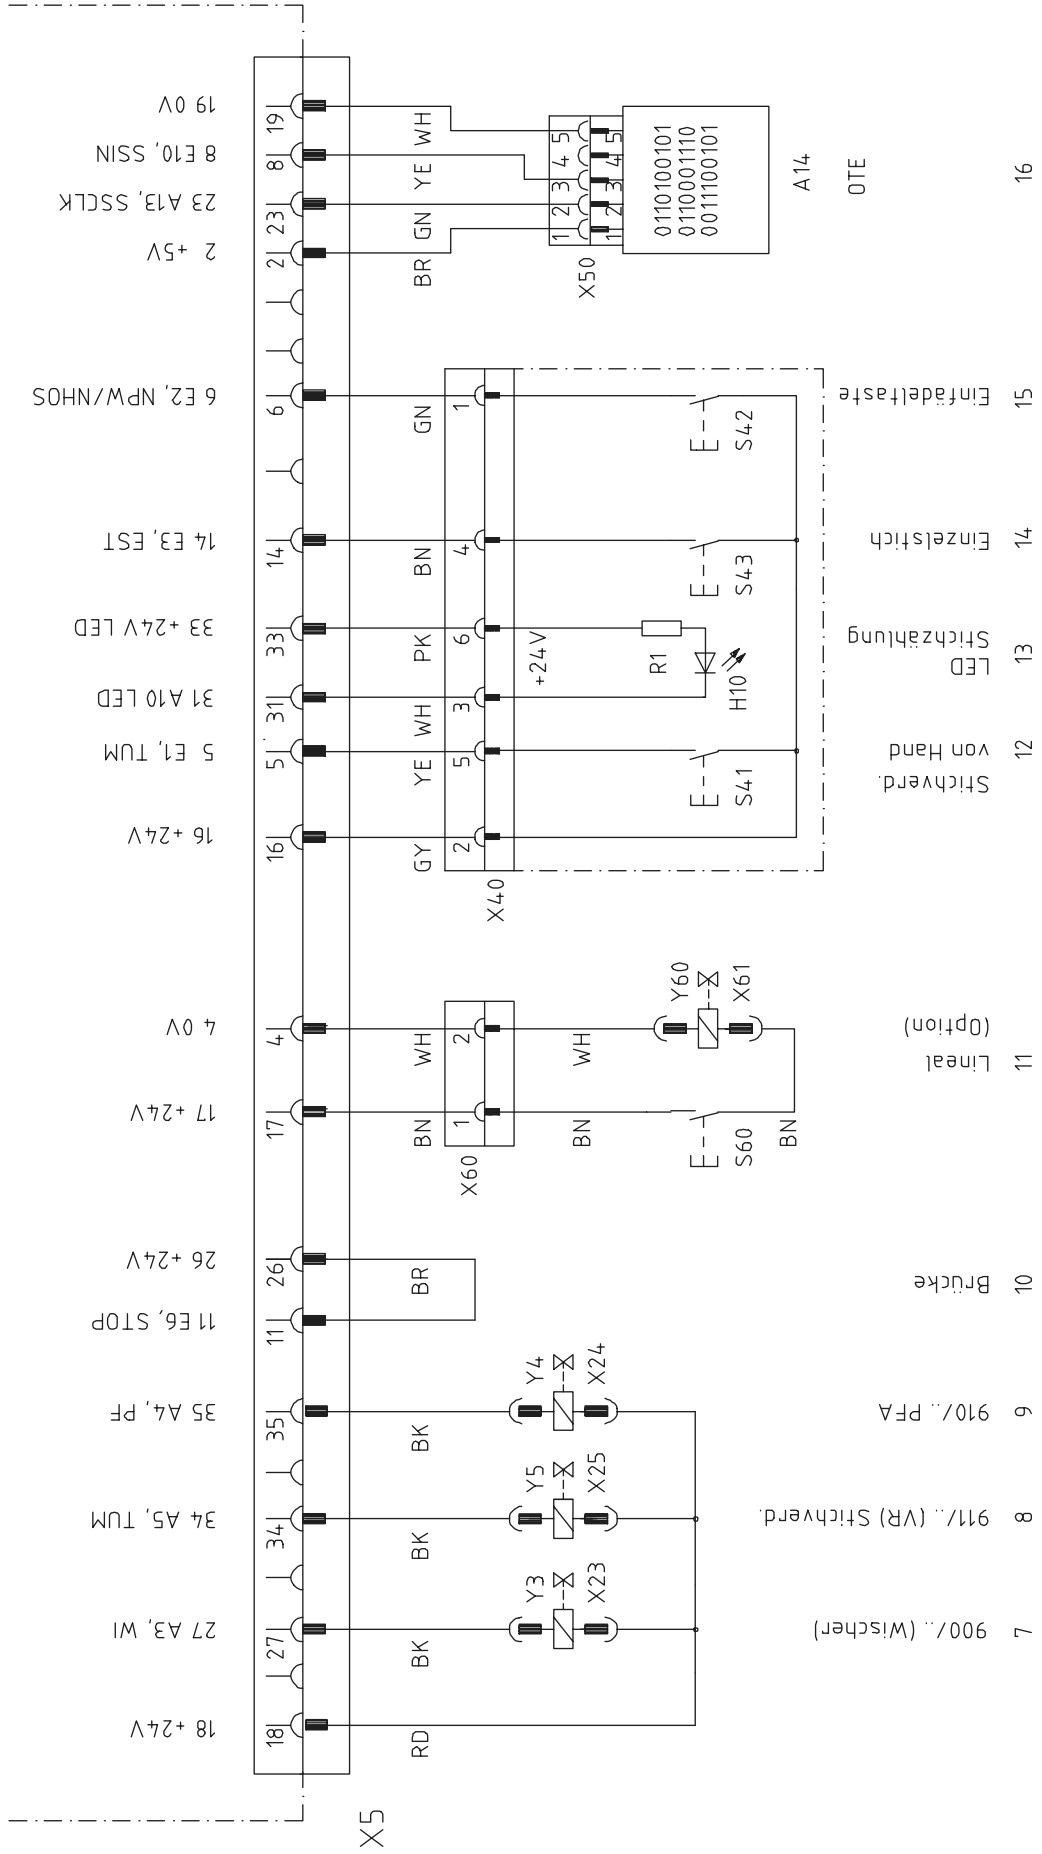 19 0V
8 E10, SSIN
23 A13, SSCLK
2 +5V
6 E2, NPW/NHOS
14 E3, EST
33 +24V LED
31 A10 LED
5 E1, TUM
16 +24V
4 0V
17 +24V
26 +24V
11 E6, STOP
35 A4, PF
34 A5, TUM
27 A3, WI
18 +24V
19
8
23
2
6
14
33
31
5
16
4
17
26
11
35
34
27
18
X5
WH
YE
GN
BR
GN
BN
PK
WH
YE
GY
WH
BN
BR
BK
BK
BK
RD
5
4
3
2
1
5
4
3
2
1
X50
0110100101
0110001110
0011100101
A14
OTE
16
1
4
6
3
5
2
X40
+24V
S42
S43
R1
H10
S41
Einfädeltaste
15
Einzelstich
14
LED
Stichzählung
13
Stichverd.
von Hand
12
2
1
X60
WH
BN
Y60
X61
S60
BN
Lineal
(Option)
11
Brücke
10
Y4
X24
910/.. PFA
9
Y5
X25
911/.. (VR) Stichverd.
8
Y3
X23
900/.. (Wischer)
7